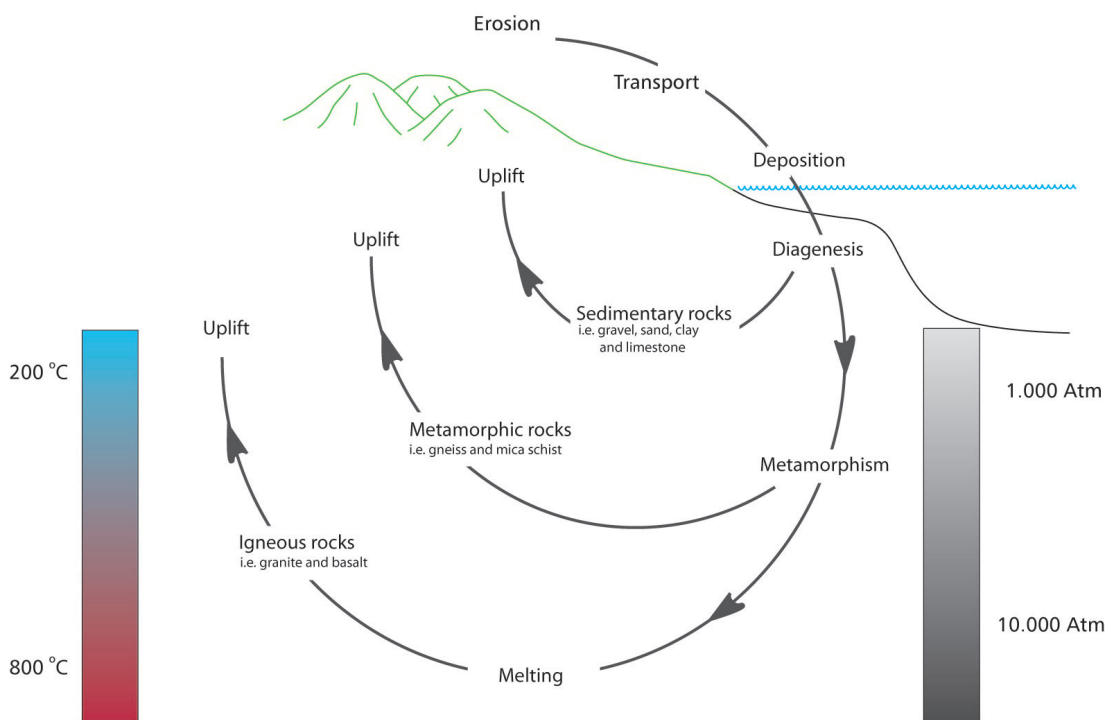 Erosion
Transport
Deposition
Uplift
Uplift
Diagenesis
Sedimentary rocks
i.e. gravel, sand, clay
and limestone
Uplift
200 °C
1.000 Atm
Metamorphic rocks
i.e. gneiss and mica schist
Metamorphism
Igneous rocks
i.e. granite and basalt
10.000 Atm
800 °C
Melting